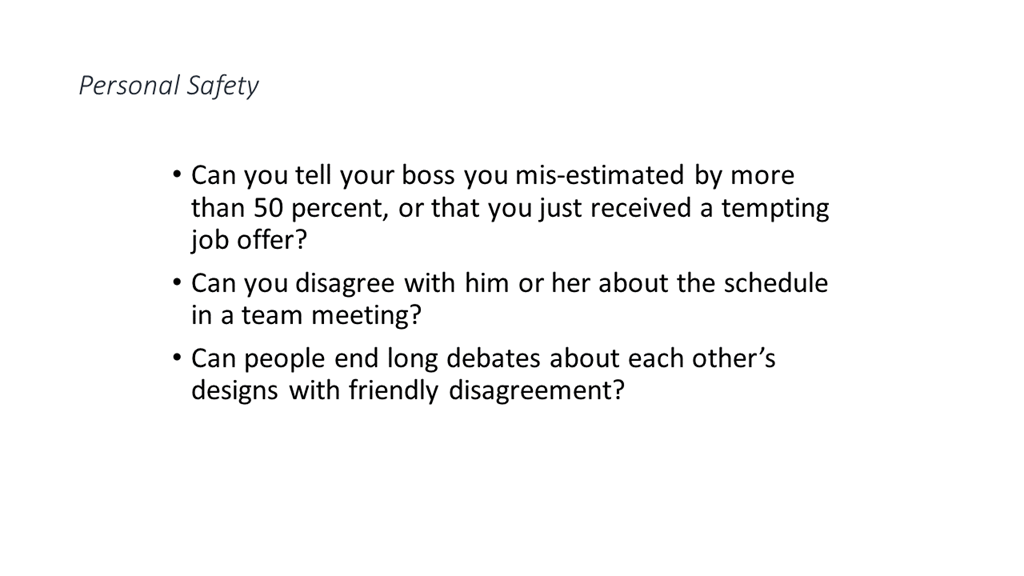 Personal Safety
• Can you tell your boss you mis-estimated by more
than 50 percent, or that you just received a tempting
job offer?
• Can you disagree with him or her about the schedule
in a team meeting?
• Can people end long debates about each other’s
designs with friendly disagreement?